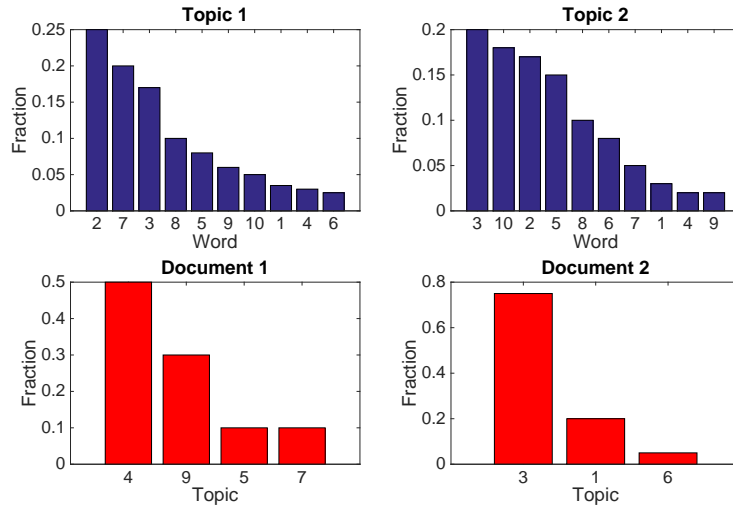 Topic 1
0.25
0.2
0.15
0.1
0.05
0
Fraction
2 7 3 8 5 9 10 1 4 6
Word
Topic 2
0.2
0.15
0.1
0.05
0
Fraction
3 10 2 5 8 6 7 1 4 9
Word
Document 1
0.5
0.4
0.3
0.2
0.1
0
Fraction
4 9 5 7
Topic
Document 2
0.8
0.6
0.4
0.2
0
Fraction
3 1 6
Topic